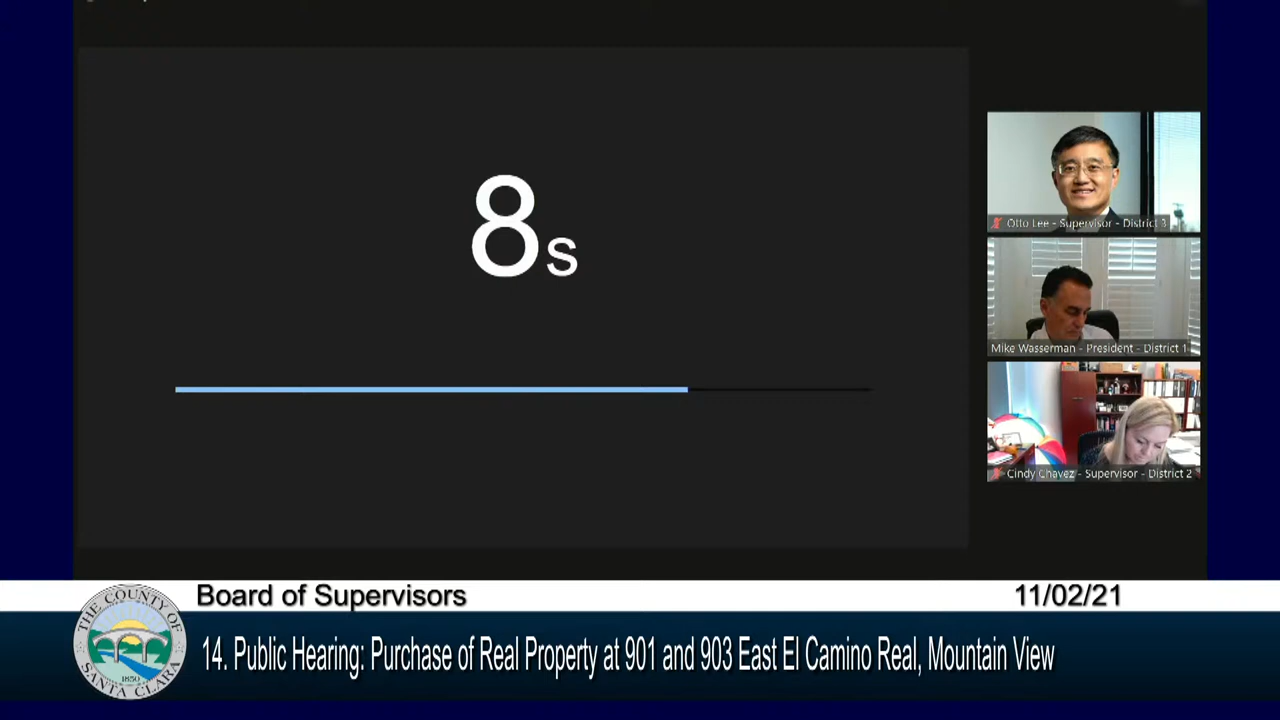 8s
Otto Lee - Supervisor - District 3
Mike Wasserman - President - District 1
Cindy Chavez - Supervisor - District 2
Board of Supervisors
11/02/21
THE COUNTY OF
SANTA CLARA
1850
14. Public Hearing: Purchase of Real Property at 901 and 903 East El Camino Real, Mountain View